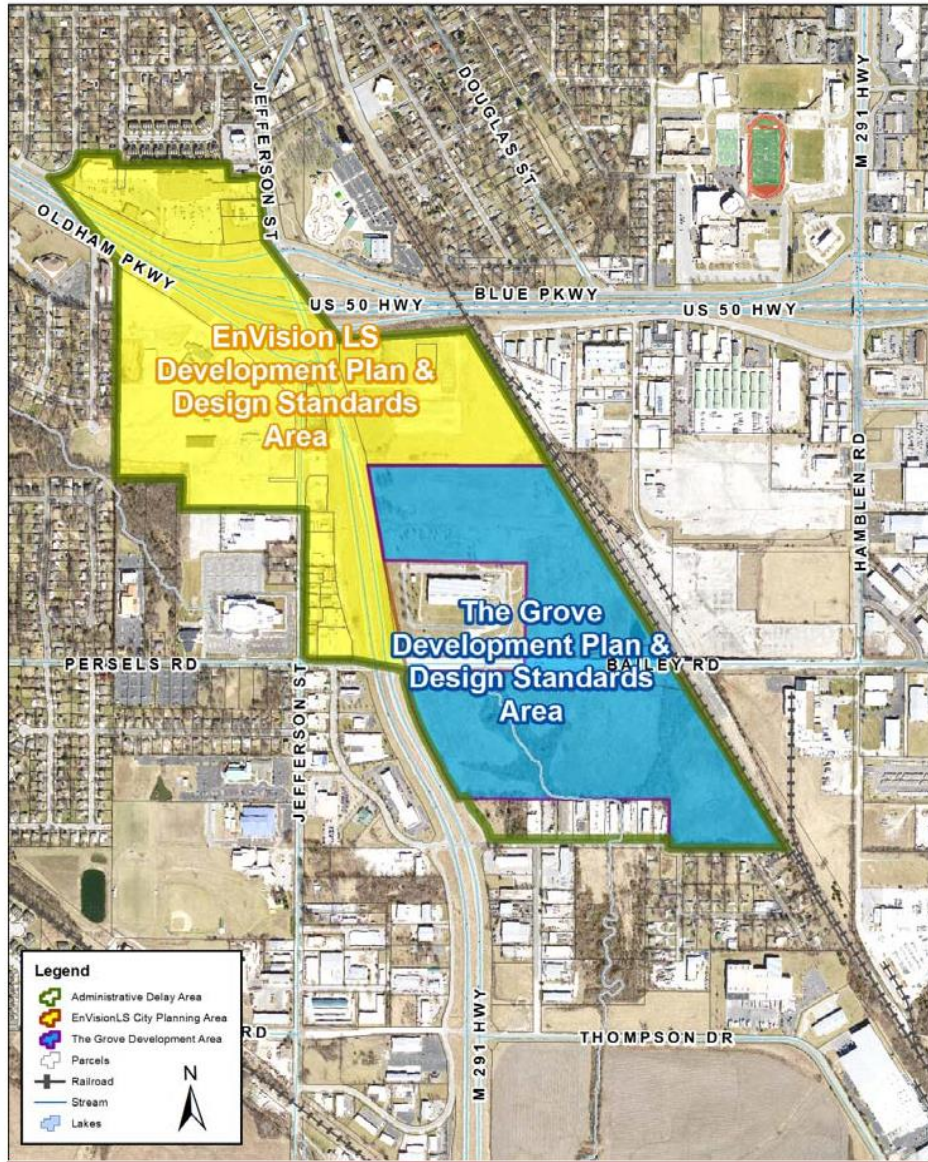 JEFFERSON ST
DOUGLAS ST
M 291 HWY
OLDHAM PKWY
BLUE PKWY
US 50 HWY
US 50 HWY
EnVision LS
Development Plan &
Design Standards
Area
HAMBLEN RD
The Grove
Development Plan &
Design Standards
Area
PERSELS RD
BAILEY RD
JEFFERSON ST
M 291 HWY
THOMPSON DR
RD
Legend
Administrative Delay Area
EnVisionLS City Planning Area
The Grove Development Area
Parcels
Railroad
Stream
Lakes
N